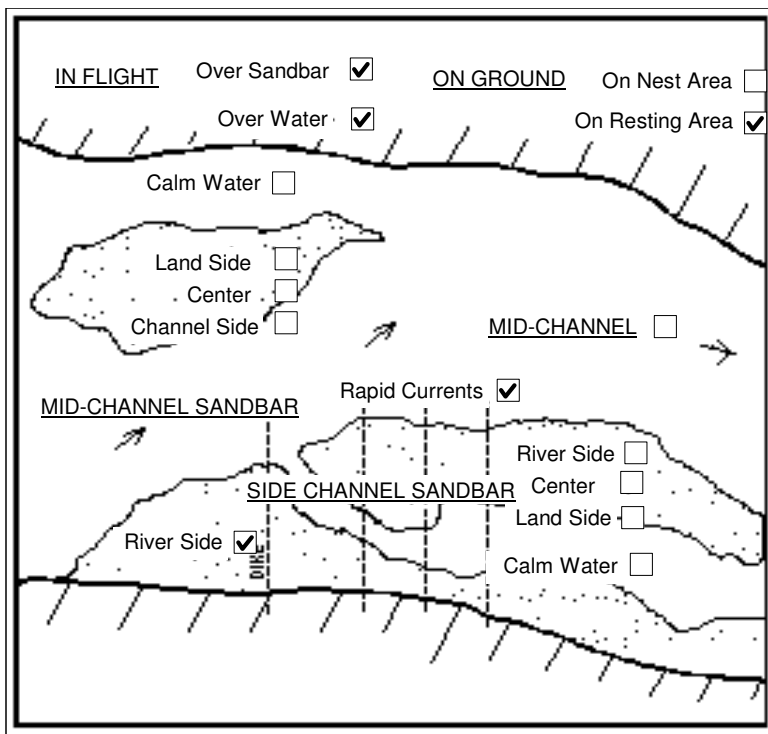 IN FLIGHT
Over Sandbar
ON GROUND
On Nest Area
Over Water
On Resting Area
Calm Water
Land Side
Center
Channel Side
MID-CHANNEL
Rapid Currents
MID-CHANNEL SANDBAR
River Side
SIDE CHANNEL SANDBAR
Center
Land Side
River Side
DIKE
Calm Water